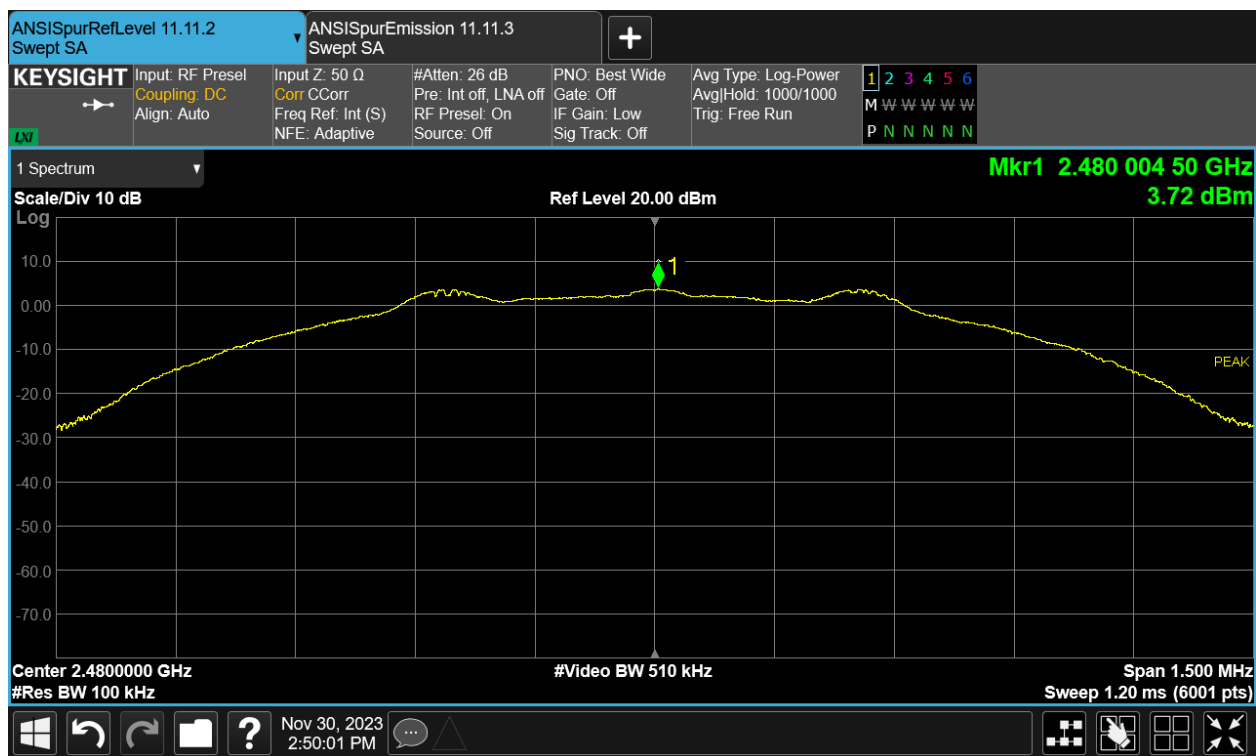 ANSISpurRefLevel 11.11.2
Swept SA
ANSISpurEmission 11.11.3
Swept SA
KEYSIGHT
LXI
Input: RF Presel
Coupling: DC
Align: Auto
Input Z: 50 Ω
Corr CCorr
Freq Ref: Int (S)
NFE: Adaptive
#Atten: 26 dB
Pre: Int off, LNA off
RF Presel: On
Source: Off
PNO: Best Wide
Gate: Off
IF Gain: Low
Sig Track: Off
Avg Type: Log-Power
Avg|Hold: 1000/1000
Trig: Free Run
1 2 3 4 5 6
M W W W W W
P N N N N N
1 Spectrum
Mkr1 2.480 004 50 GHz
3.72 dBm
Scale/Div 10 dB
Ref Level 20.00 dBm
Log
10.0
0.00
-10.0
-20.0
-30.0
-40.0
-50.0
-60.0
-70.0
1
PEAK
Center 2.4800000 GHz
#Video BW 510 kHz
Span 1.500 MHz
#Res BW 100 kHz
Sweep 1.20 ms (6001 pts)
?
Nov 30, 2023
2:50:01 PM